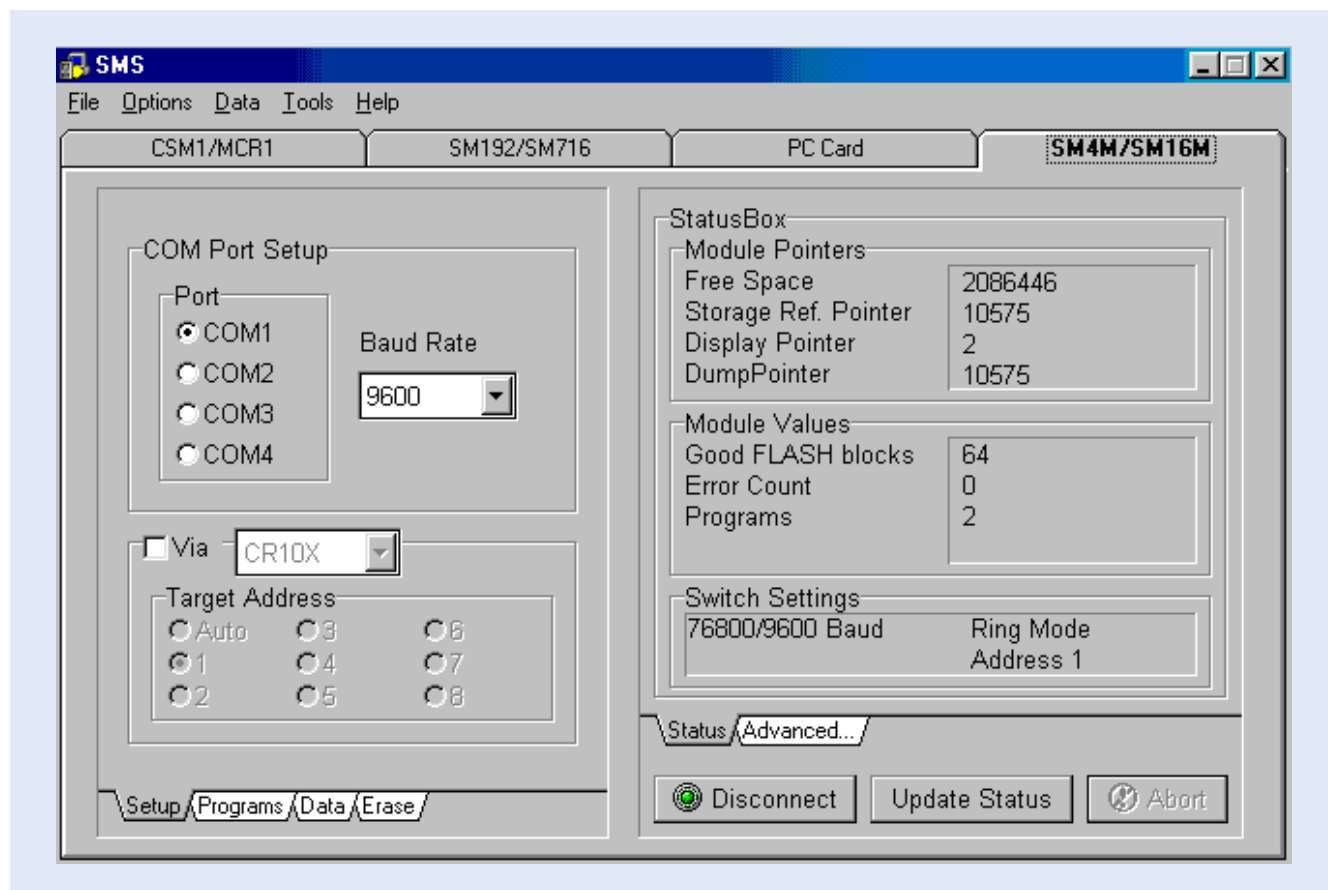 SMS
File Options Data Tools Help
CSM1/MCR1 SM192/SM716 PC Card SM4M/SM16M
COM Port Setup
Port
COM1
COM2
COM3
COM4
Baud Rate
9600
Via CR10X
Target Address
Auto 3 6
1 4 7
2 5 8
Setup Programs Data Erase
StatusBox
Module Pointers
Free Space 2086446
Storage Ref. Pointer 10575
Display Pointer 2
DumpPointer 10575
Module Values
Good FLASH blocks 64
Error Count 0
Programs 2
Switch Settings
76800/9600 Baud Ring Mode
Address 1
Status Advanced...
Disconnect Update Status Abort